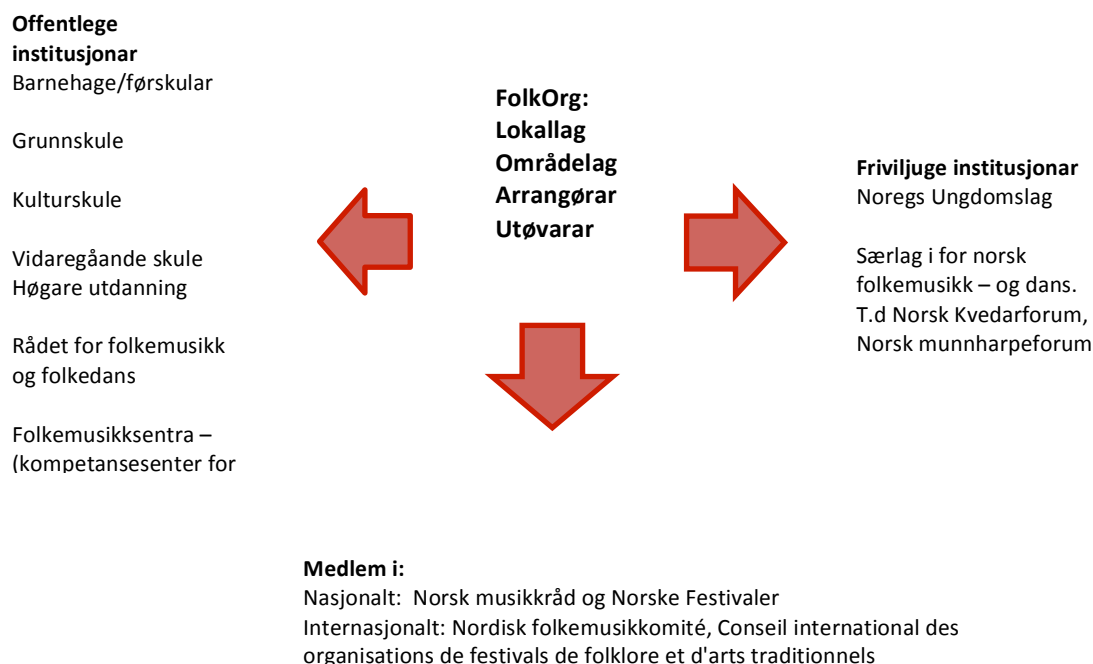 Offentlege
institusjonar
Barnehage/førskular
Grunnskule
Kulturskule
Vidaregåande skule
Høgare utdanning
Rådet for folkemusikk
og folkedans
Folkemusikksentra –
(kompetansesenter for
FolkOrg:
Lokallag
Områdelag
Arrangørar
Utøvarar
Friviljuge institusjonar
Noregs Ungdomslag
Særlag i for norsk
folkemusikk – og dans.
T.d Norsk Kvedarforum,
Norsk munnharpeforum
Medlem i:
Nasjonalt: Norsk musikkråd og Norske Festivaler
Internasjonalt: Nordisk folkemusikkomité, Conseil international des
organisations de festivals de folklore et d'arts traditionnels